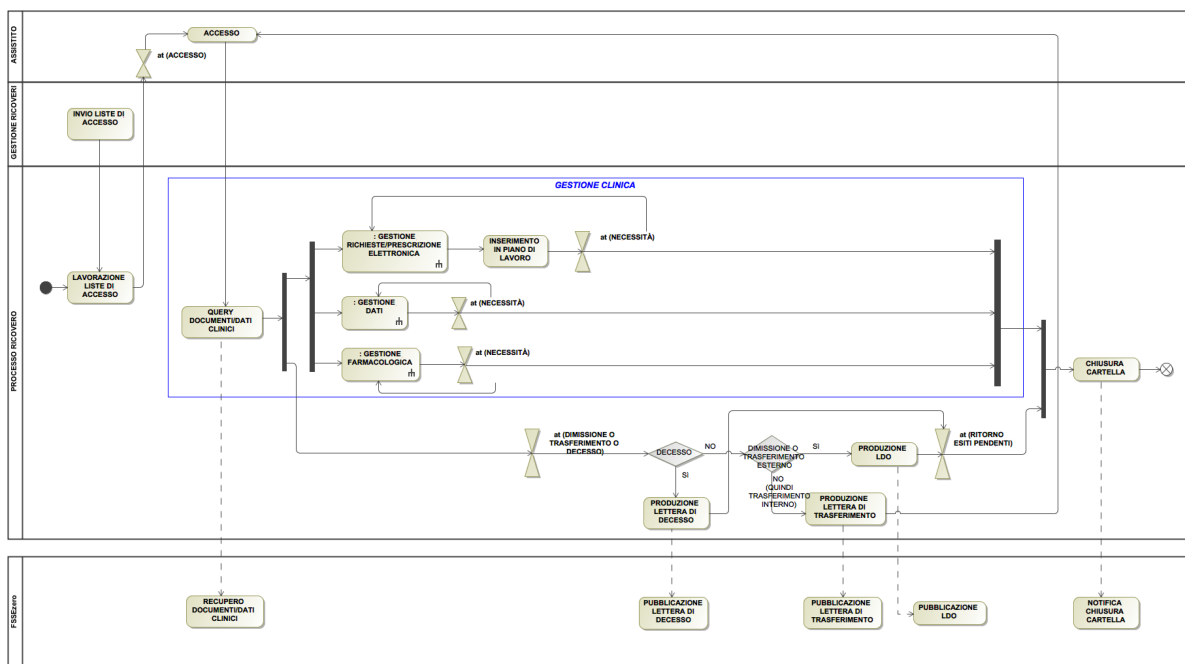 ASSISTITO
ACCESSO
at (ACCESSO)
GESTIONE RICOVERI
INVIO LISTE DI
ACCESSO
PROCESSO RICOVERO
GESTIONE CLINICA
: GESTIONE
RICHIESTE/PRESCRIZIONE
ELETTRONICA
INSERIMENTO
IN PIANO DI
LAVORO
at (NECESSITÀ)
LAVORAZIONE
LISTE DI
ACCESSO
QUERY
DOCUMENTI/DATI
CLINICI
: GESTIONE
DATI
at (NECESSITÀ)
: GESTIONE
FARMACOLOGICA
at (NECESSITÀ)
CHIUSURA
CARTELLA
at (DIMISSIONE O
TRASFERIMENTO O
DECESSO)
DECESSO
NO
SÌ
DIMISSIONE O
TRASFERIMENTO
ESTERNO
SÌ
NO
(QUINDI
TRASFERIMENTO
INTERNO)
PRODUZIONE
LDO
at (RITORNO
ESITI PENDENTI)
PRODUZIONE
LETTERA DI
DECESSO
PRODUZIONE
LETTERA DI
TRASFERIMENTO
FSSEzero
RECUPERO
DOCUMENTI/DATI
CLINICI
PUBBLICAZIONE
LETTERA DI
DECESSO
PUBBLICAZIONE
LETTERA DI
TRASFERIMENTO
PUBBLICAZIONE
LDO
NOTIFICA
CHIUSURA
CARTELLA